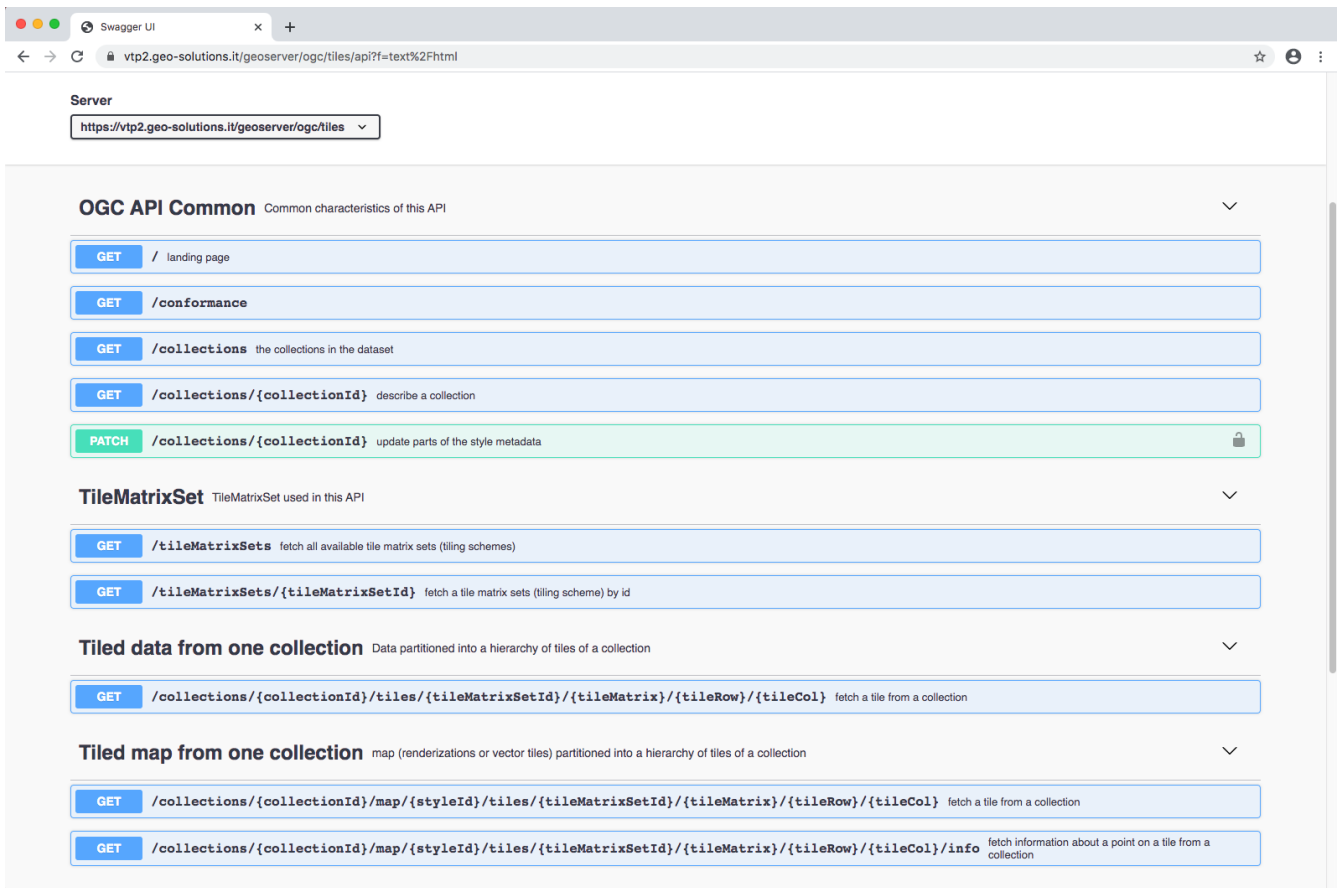 Swagger UI
vtp2.geo-solutions.it/geoserver/ogc/tiles/api?f=text%2Fhtml
Server
https://vtp2.geo-solutions.it/geoserver/ogc/tiles
OGC API Common Common characteristics of this API
GET / landing page
GET /conformance
GET /collections the collections in the dataset
GET /collections/{collectionId} describe a collection
PATCH /collections/{collectionId} update parts of the style metadata
TileMatrixSet TileMatrixSet used in this API
GET /tileMatrixSets fetch all available tile matrix sets (tiling schemes)
GET /tileMatrixSets/{tileMatrixSetId} fetch a tile matrix sets (tiling scheme) by id
Tiled data from one collection Data partitioned into a hierarchy of tiles of a collection
GET /collections/{collectionId}/tiles/{tileMatrixSetId}/{tileMatrix}/{tileRow}/{tileCol} fetch a tile from a collection
Tiled map from one collection map (renderizations or vector tiles) partitioned into a hierarchy of tiles of a collection
GET /collections/{collectionId}/map/{styleId}/tiles/{tileMatrixSetId}/{tileMatrix}/{tileRow}/{tileCol} fetch a tile from a collection
GET /collections/{collectionId}/map/{styleId}/tiles/{tileMatrixSetId}/{tileMatrix}/{tileRow}/{tileCol}/info fetch information about a point on a tile from a
collection